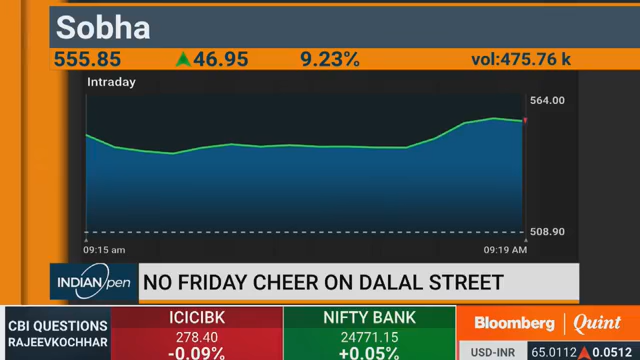 Sobha
555.85 46.95 9.23% vol:475.76 k
Intraday
564.00
508.90
09:15 am 09:19 AM
INDIAN Open NO FRIDAY CHEER ON DALAL STREET
CBI QUESTIONS
RAJEEVKOCHHAR
ICICIBK
278.40
-0.09%
NIFTY BANK
24771.15
+0.05%
Bloomberg | Quint
USD-INR 65.0112 0.0512